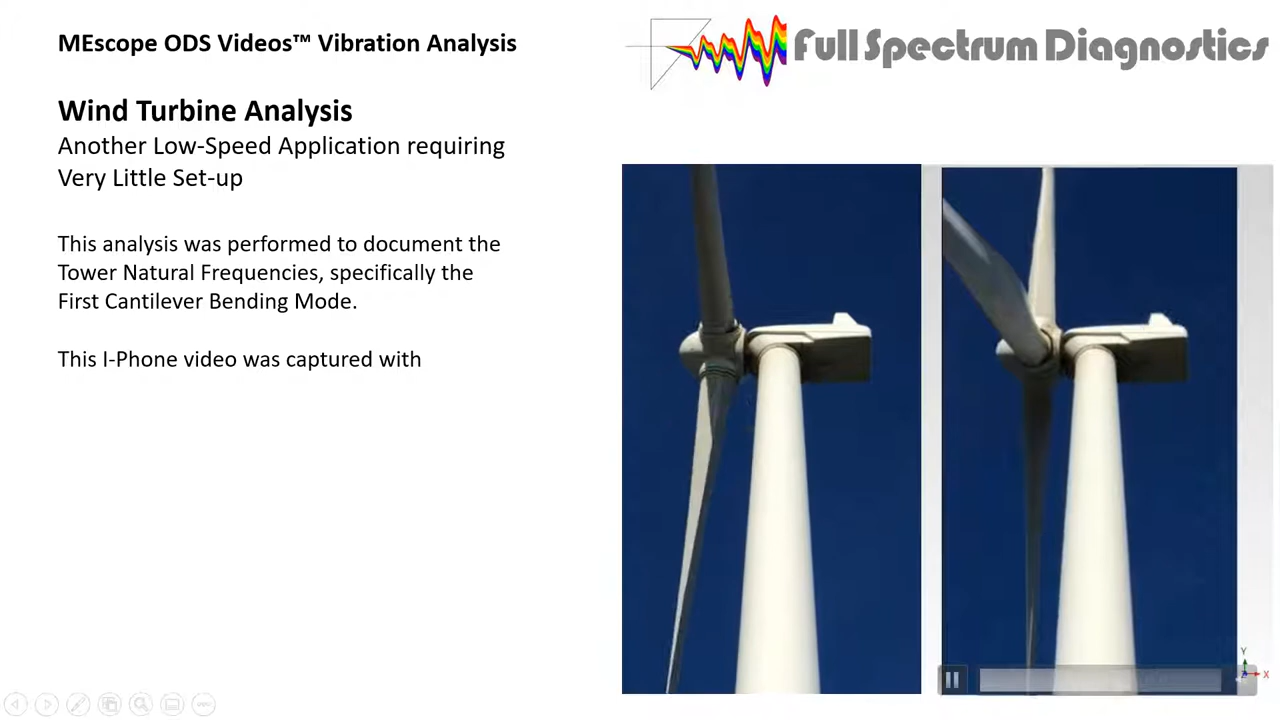 MEscope ODS Videos™ Vibration Analysis
Full Spectrum Diagnostics
Wind Turbine Analysis
Another Low-Speed Application requiring
Very Little Set-up
This analysis was performed to document the
Tower Natural Frequencies, specifically the
First Cantilever Bending Mode.
This I-Phone video was captured with
Y
Z X